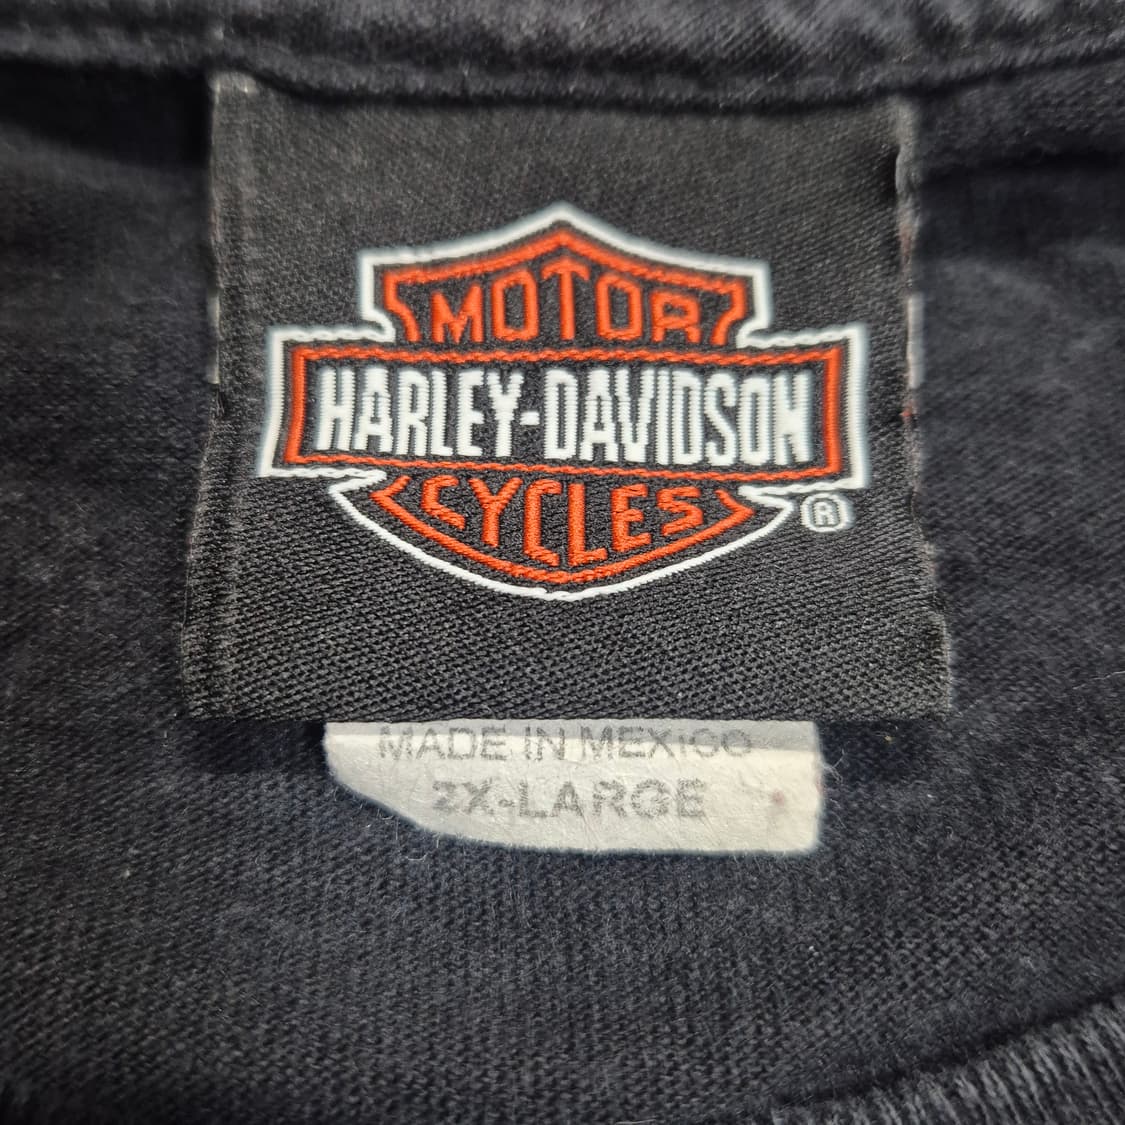 MOTOR
HARLEY-DAVIDSON
CYCLES
®
MADE IN MEXICO
2X-LARGE